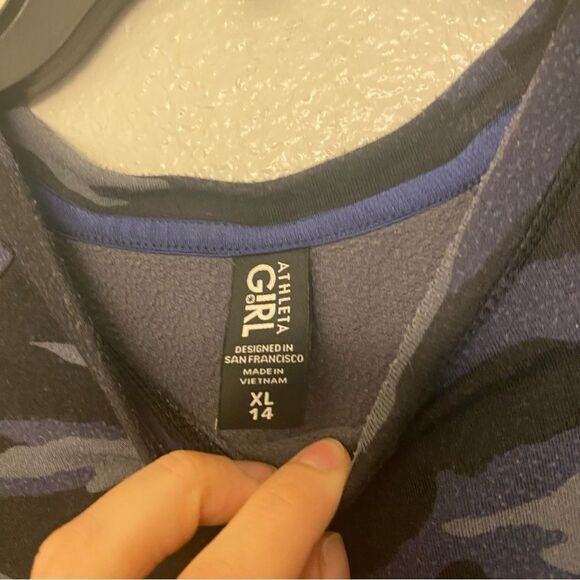 ATHLETA
GIRL
DESIGNED IN
SAN FRANCISCO
MADE IN
VIETNAM
XL
14